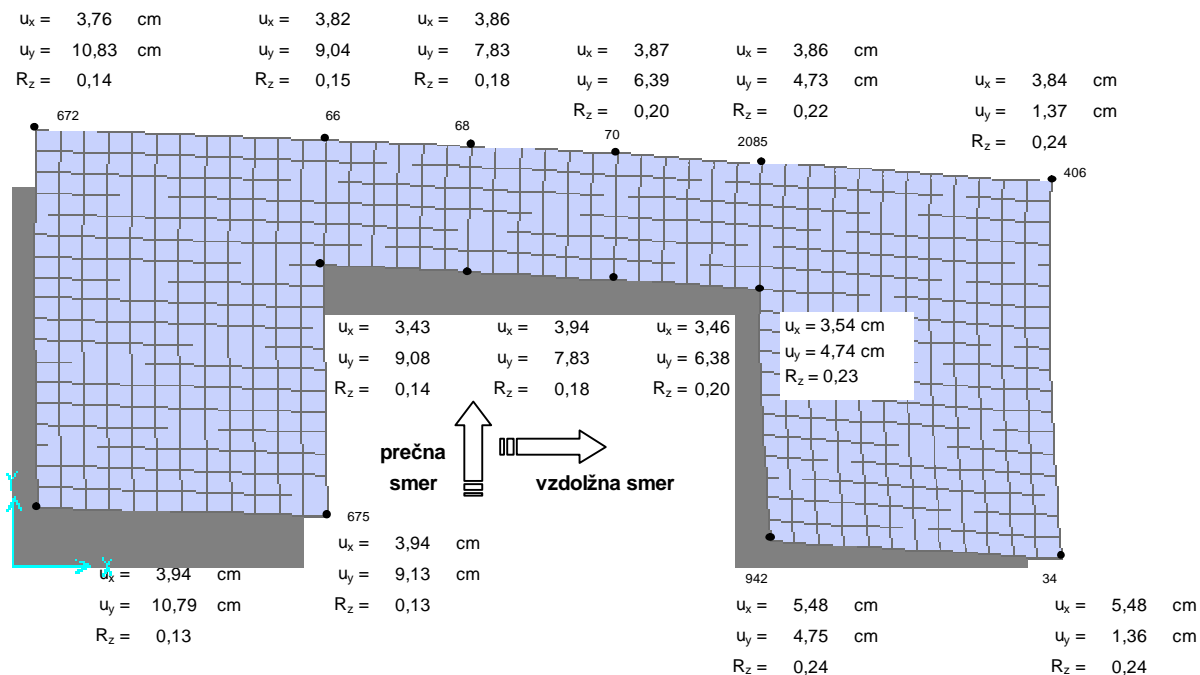 uₓ = 3,76 cm
u_y = 10,83 cm
R_z = 0,14
uₓ = 3,82
u_y = 9,04
R_z = 0,15
uₓ = 3,86
u_y = 7,83
R_z = 0,18
uₓ = 3,87
u_y = 6,39
R_z = 0,20
uₓ = 3,86 cm
u_y = 4,73 cm
R_z = 0,22
uₓ = 3,84 cm
u_y = 1,37 cm
R_z = 0,24
672
66
68
70
2085
406
uₓ = 3,43
u_y = 9,08
R_z = 0,14
uₓ = 3,94
u_y = 7,83
R_z = 0,18
uₓ = 3,46
u_y = 6,38
R_z = 0,20
uₓ = 3,54 cm
u_y = 4,74 cm
R_z = 0,23
prečna
smer
vzdolžna smer
Y
X
675
uₓ = 3,94 cm
u_y = 9,13 cm
R_z = 0,13
uₓ = 3,94 cm
u_y = 10,79 cm
R_z = 0,13
942
uₓ = 5,48 cm
u_y = 4,75 cm
R_z = 0,24
34
uₓ = 5,48 cm
u_y = 1,36 cm
R_z = 0,24